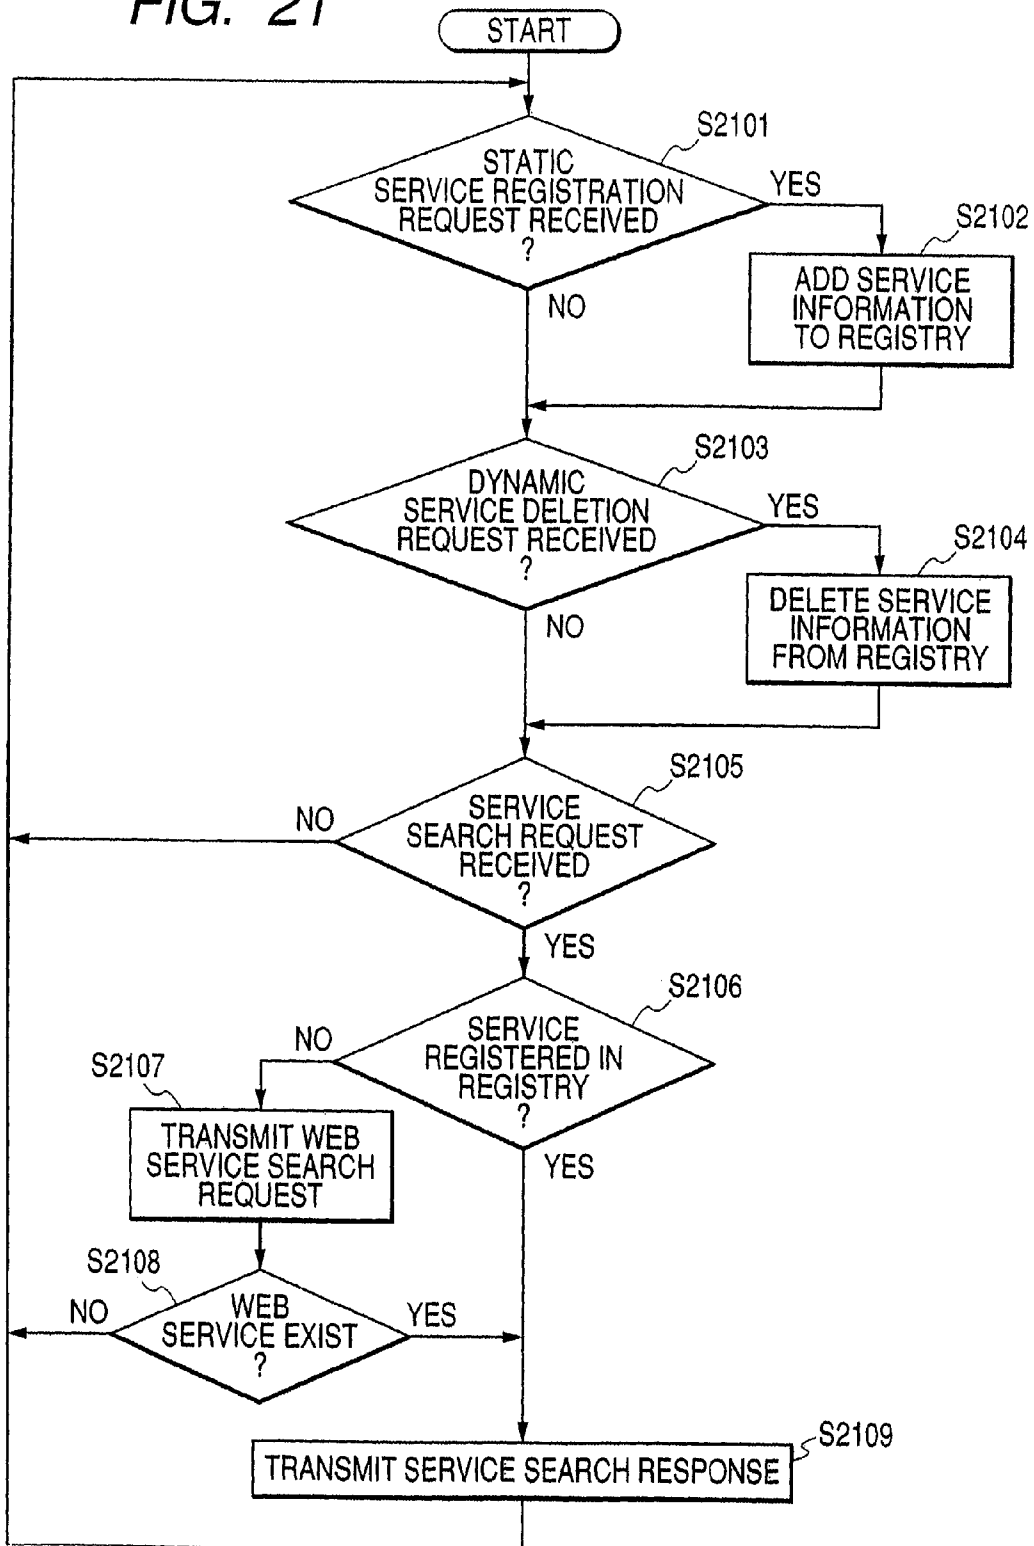 FIG. 21
START
S2101
STATIC
SERVICE REGISTRATION
REQUEST RECEIVED
?
YES
S2102
ADD SERVICE
INFORMATION
TO REGISTRY
NO
S2103
DYNAMIC
SERVICE DELETION
REQUEST RECEIVED
?
YES
S2104
DELETE SERVICE
INFORMATION
FROM REGISTRY
NO
S2105
SERVICE
SEARCH REQUEST
RECEIVED
?
NO
YES
S2106
SERVICE
REGISTERED IN
REGISTRY
?
NO
S2107
TRANSMIT WEB
SERVICE SEARCH
REQUEST
YES
S2108
WEB
SERVICE EXIST
?
NO
YES
S2109
TRANSMIT SERVICE SEARCH RESPONSE